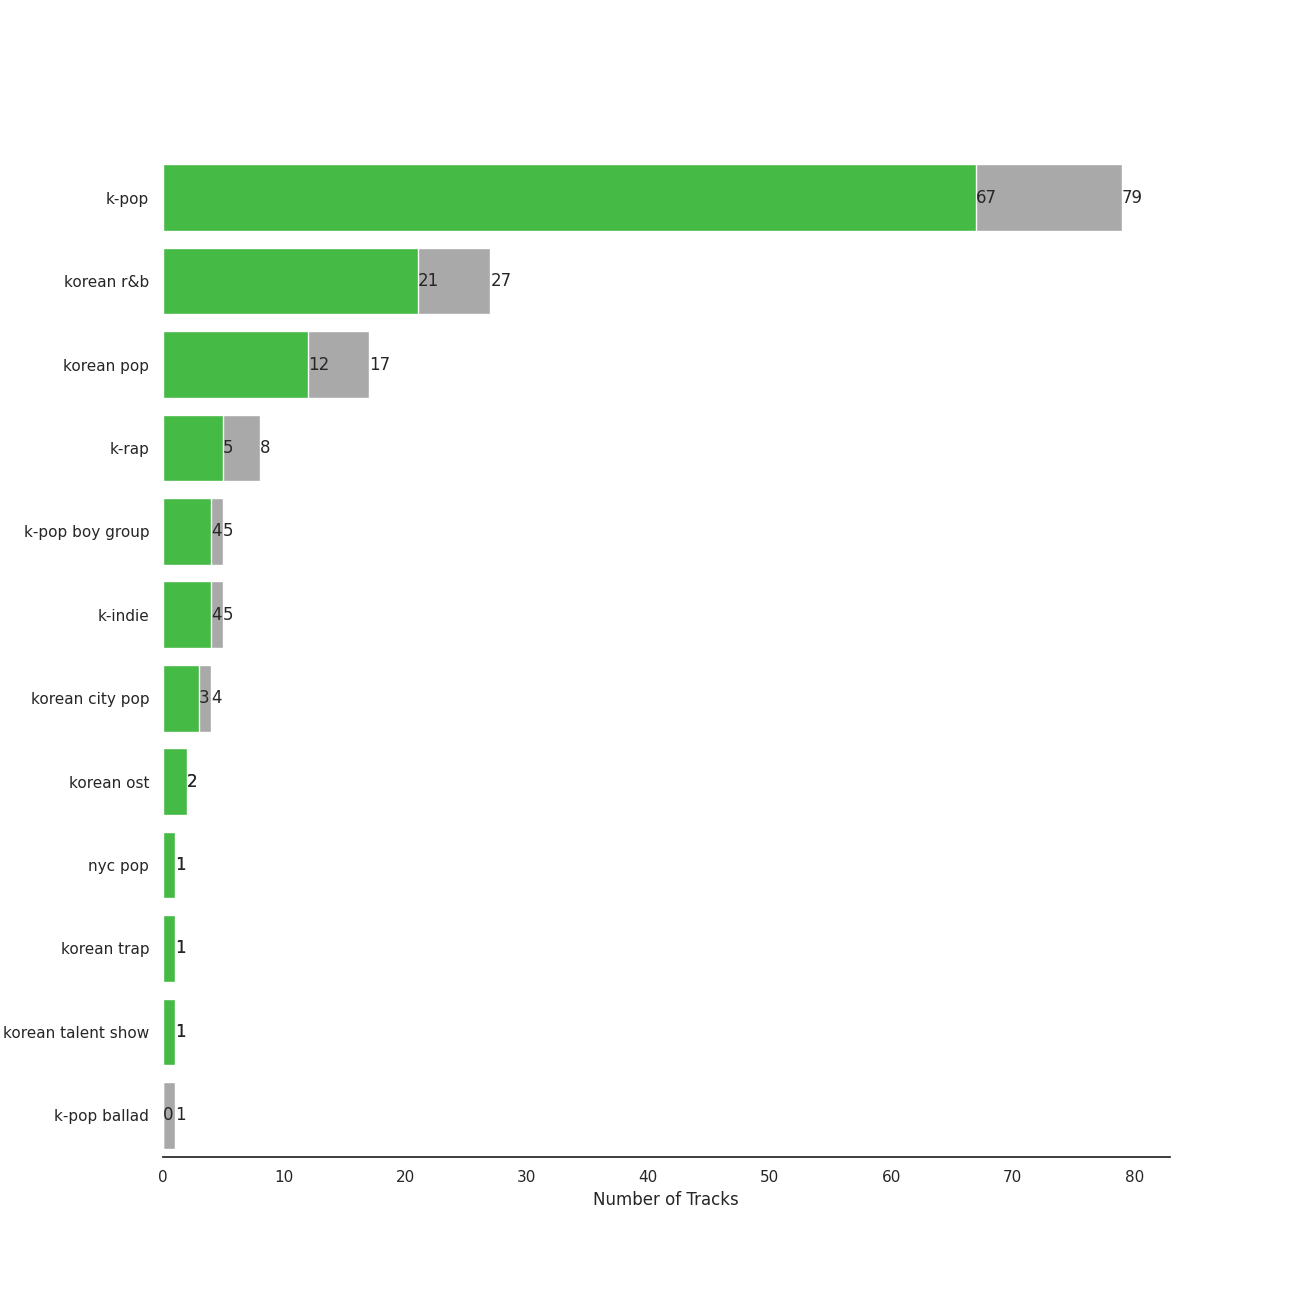 k-pop 67 79
korean r&b 21 27
korean pop 12 17
k-rap 5 8
k-pop boy group 4 5
k-indie 4 5
korean city pop 3 4
korean ost 2
nyc pop 1
korean trap 1
korean talent show 1
k-pop ballad 0 1
0 10 20 30 40 50 60 70 80
Number of Tracks